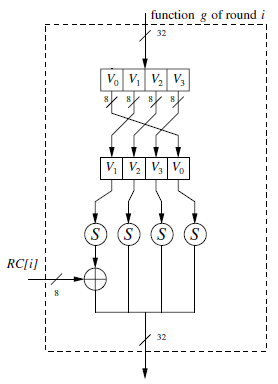 function g of round i
32
V0 V1 V2 V3
8 8 8 8
V1 V2 V3 V0
S S S S
RC[i]
8
32